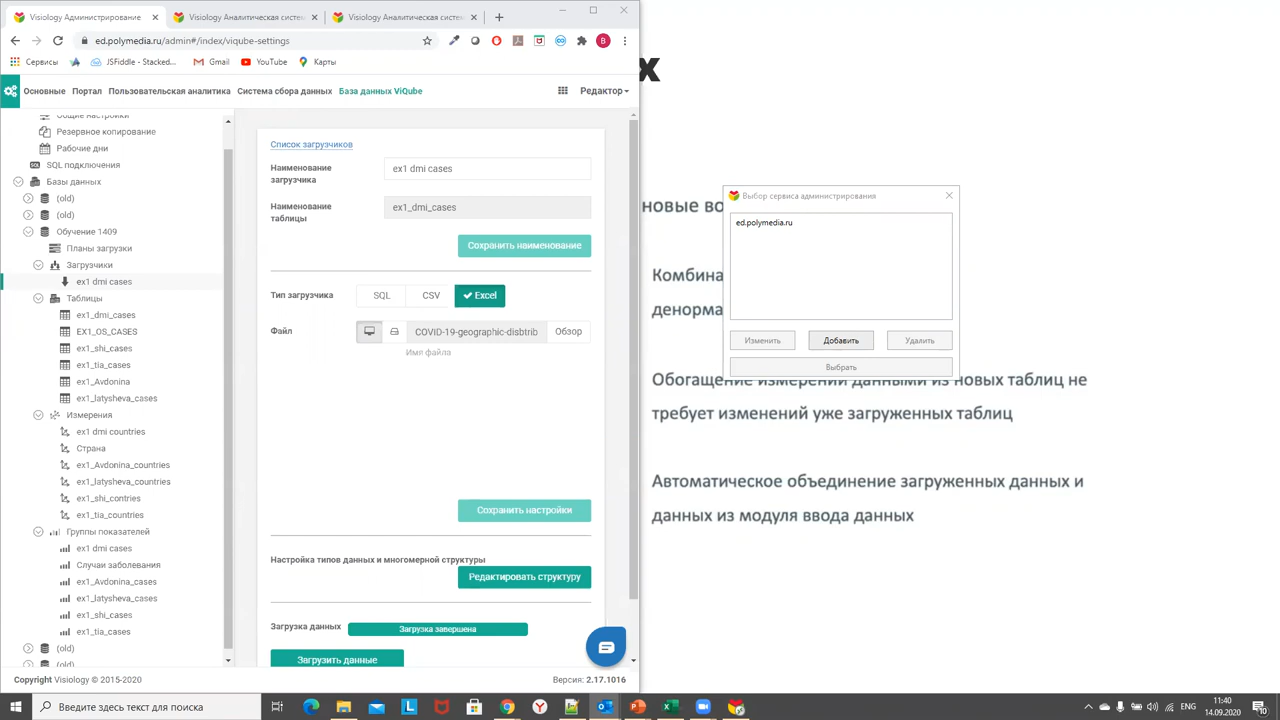 Visiology Администрирование
Visiology Аналитическая систем
Visiology Аналитическая систем
ed.polymedia.ru/admin#/index/viqube-settings
B
Сервисы
JSFiddle - Stacked...
Gmail
YouTube
Карты
Основные
Портал
Пользовательская аналитика
Система сбора данных
База данных ViQube
Редактор
Общие настройки
Резервное копирование
Рабочие дни
SQL подключения
Базы данных
(old)
(old)
Обучение 1409
Планы загрузки
Загрузчики
ex1 dmi cases
Таблицы
ex1_dmi_cases
EX1_OS_CASES
ex1_shi_cases
ex1_tia_cases
ex1_Avdonina
ex1_latysheva_cases
Измерения
ex1 dmi countries
Страна
ex1_Avdonina_countries
ex1_latysheva_countries
ex1_shi_contries
ex1_tia_countries
Группы показателей
ex1 dmi cases
Случаи заболевания
ex1_Avdonina_cases
ex1_latysheva_cases
ex1_shi_cases
ex1_tia_cases
(old)
(old)
Список загрузчиков
Наименование
загрузчика
ex1 dmi cases
Наименование
таблицы
ex1_dmi_cases
Сохранить наименование
Тип загрузчика
SQL
CSV
Excel
Файл
COVID-19-geographic-disbtrib
Обзор
Имя файла
Сохранить настройки
Настройка типов данных и многомерной структуры
Редактировать структуру
Загрузка данных
Загрузка завершена
Загрузить данные
Copyright Visiology © 2015-2020
Версия: 2.17.1016
х
новые во
Комбина
денорма
Обогащение измерений данными из новых таблиц не
требует изменений уже загруженных таблиц
Автоматическое объединение загруженных данных и
данных из модуля ввода данных
Выбор сервиса администрирования
ed.polymedia.ru
Изменить
Добавить
Удалить
Выбрать
Введите здесь текст для поиска
ENG
11:40
14.09.2020